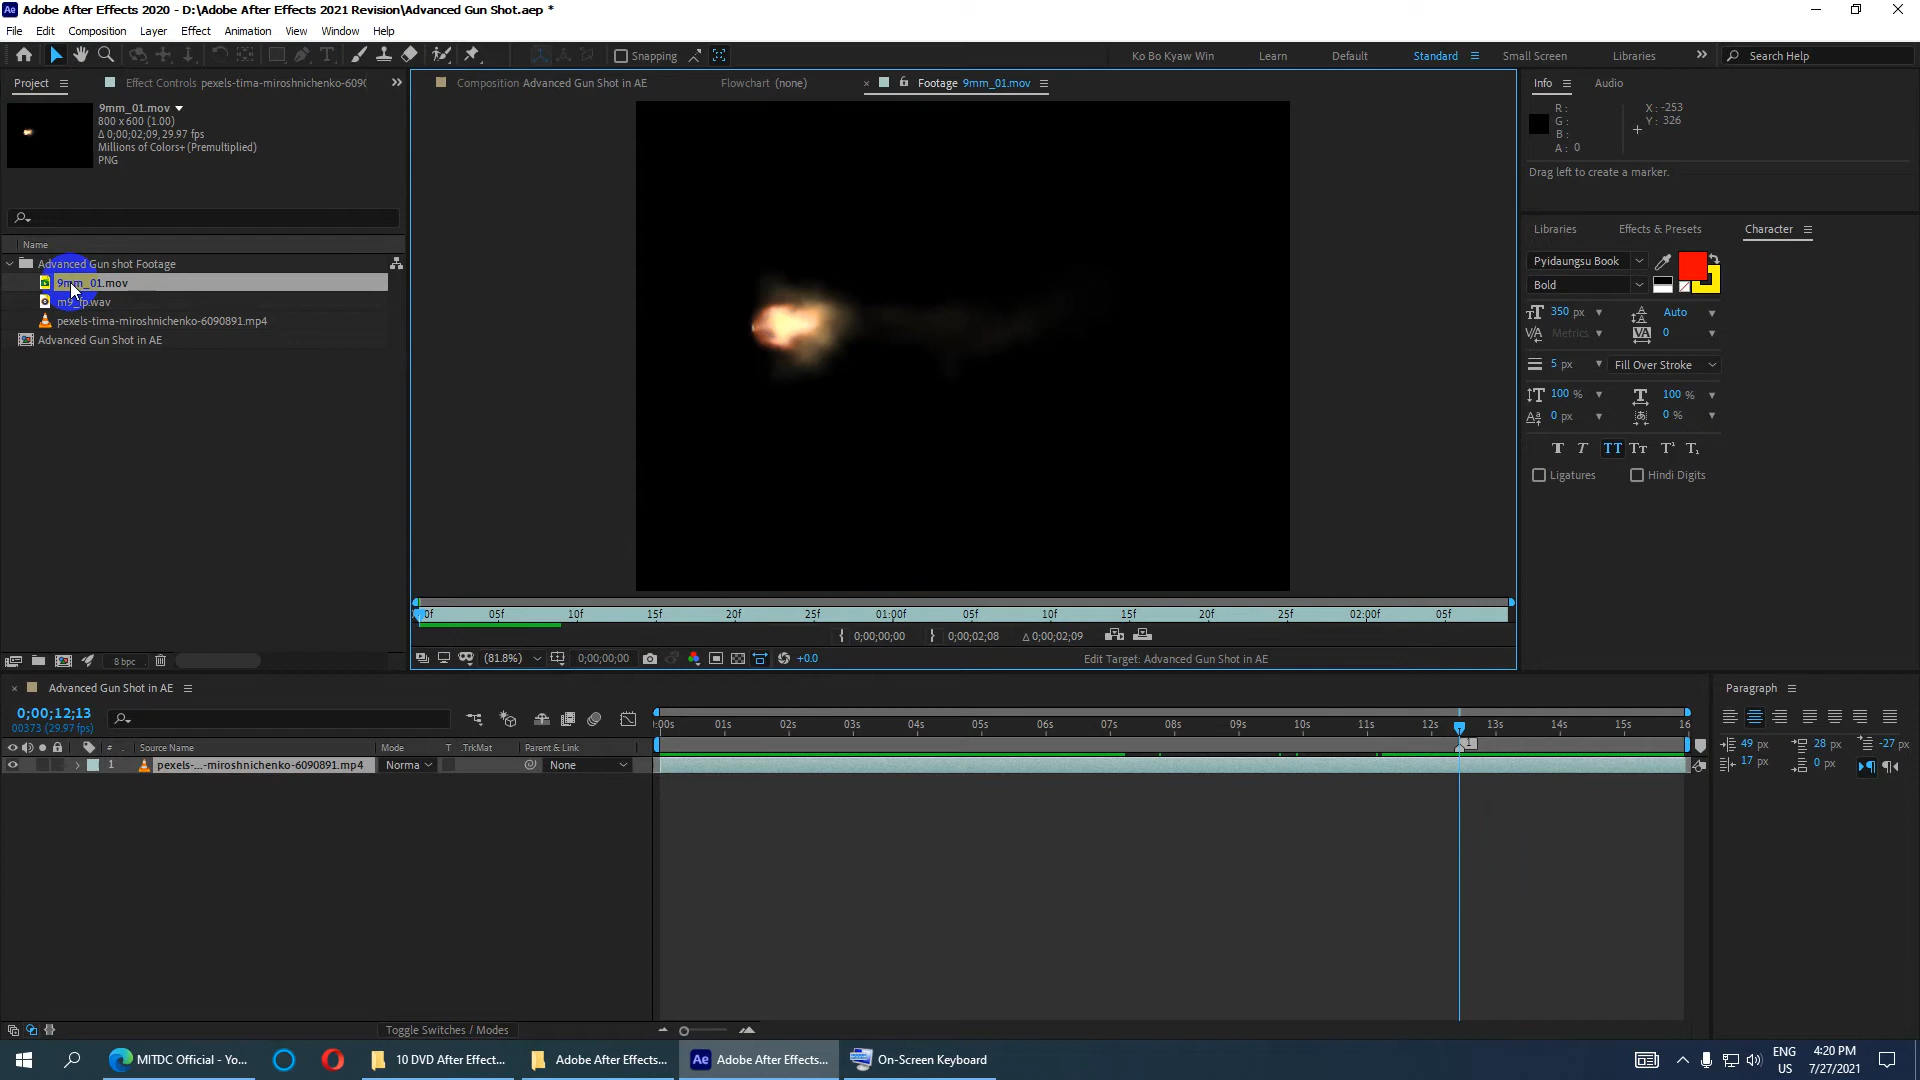 Adobe After Effects 2020 - D:\Adobe After Effects 2021 Revision\Advanced Gun Shot.aep *
File Edit Composition Layer Effect Animation View Window Help
Snapping Ko Bo Kyaw Win Learn Default Standard Small Screen Libraries Search Help
Project Effect Controls pexels-tima-miroshnichenko-6090 Composition Advanced Gun Shot in AE Flowchart (none) Footage 9mm_01.mov Info Audio
9mm_01.mov
800 x 600 (1.00)
Δ 0;00;02;09, 29.97 fps
Millions of Colors+ (Premultiplied)
PNG
R: X: -253
G: Y: 326
B:
A: 0
Drag left to create a marker.
Name
Advanced Gun shot Footage
9mm_01.mov
m9_fp.wav
pexels-tima-miroshnichenko-6090891.mp4
Advanced Gun Shot in AE
Libraries Effects & Presets Character
Pyidaungsu Book
Bold
350 px Auto
Metrics 0
5 px Fill Over Stroke
100 % 100 %
0 px 0 %
T T TT Tt T¹ T₁
Ligatures Hindi Digits
0f 05f 10f 15f 20f 25f 01:00f 05f 10f 15f 20f 25f 02:00f 05f
0;00;00;00 0;00;02;08 Δ 0;00;02;09
8 bpc (81.8%) 0;00;00;00 +0.0 Edit Target: Advanced Gun Shot in AE
Advanced Gun Shot in AE
0;00;12;13
00373 (29.97 fps)
:00s 01s 02s 03s 04s 05s 06s 07s 08s 09s 10s 11s 12s 13s 14s 15s 16
# Source Name Mode T .TrkMat Parent & Link
1 pexels-...-miroshnichenko-6090891.mp4 Norma None
1
Paragraph
49 px 28 px -27 px
17 px 0 px
Toggle Switches / Modes
MITDC Official - Yo... 10 DVD After Effect... Adobe After Effects... Adobe After Effects... On-Screen Keyboard
ENG
US
4:20 PM
7/27/2021